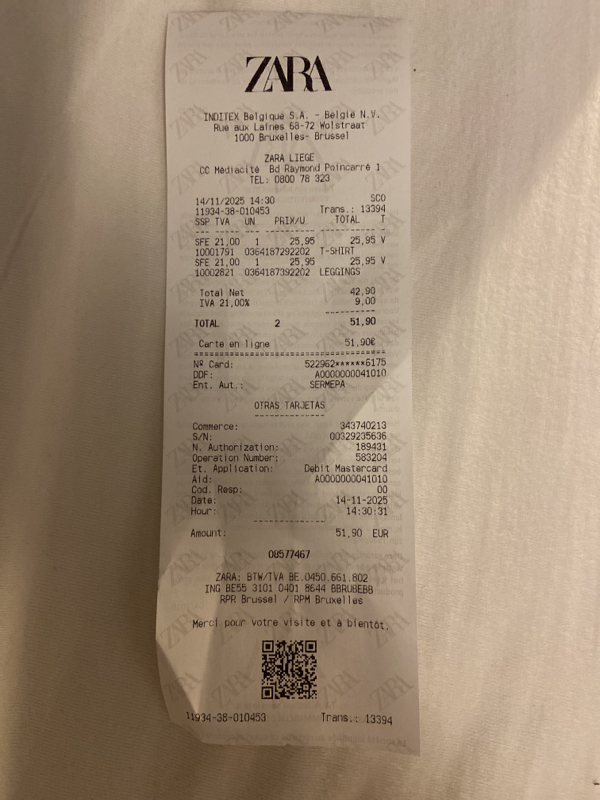 ZARA
INDITEX Belgique S.A. - België N.V.
Rue aux Laines 68-72 Wolstraat
1000 Bruxelles- Brussel
ZARA LIEGE
CC Médiacité Bd Raymond Poincarré 1
TEL: 0800 78 323
14/11/2025 14:30 SCO
11934-38-010453 Trans.: 13394
SSP TVA UN PRIX/U TOTAL T
SFE 21,00 1 25,95 25,95 V
10001791 0364187292202 T-SHIRT
SFE 21,00 1 25,95 25,95 V
10002821 0364187392202 LEGGINGS
Total Net 42,90
IVA 21,00% 9,00
TOTAL 2 51,90
Carte en ligne 51,90€
Nº Card: 522962******6175
DDF: A0000000041010
Ent. Aut.: SERMEPA
OTRAS TARJETAS
Commerce: 343740213
S/N: 00329235636
N. Authorization: 189431
Operation Number: 583204
Et. Application: Debit Mastercard
Aid: A0000000041010
Cod. Resp: 00
Date: 14-11-2025
Hour: 14:30:31
Amount: 51,90 EUR
08577467
ZARA: BTW/TVA BE.0450.661.802
ING BE55 3101 0401 8644 BBRUBEBB
RPR Brussel / RPM Bruxelles
Merci pour votre visite et à bientôt.
11934-38-010453 Trans.: 13394